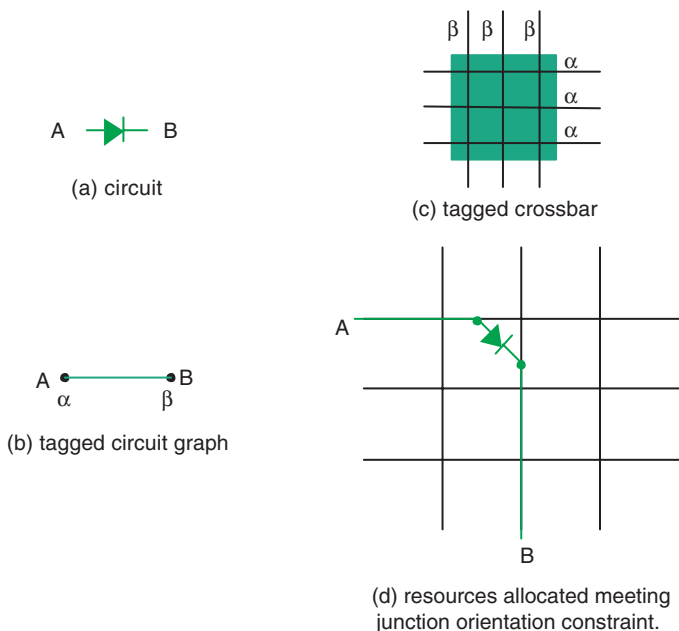 β β β
α
α
α
A B
(a) circuit
(c) tagged crossbar
A
B
α β
(b) tagged circuit graph
A
B
(d) resources allocated meeting
junction orientation constraint.